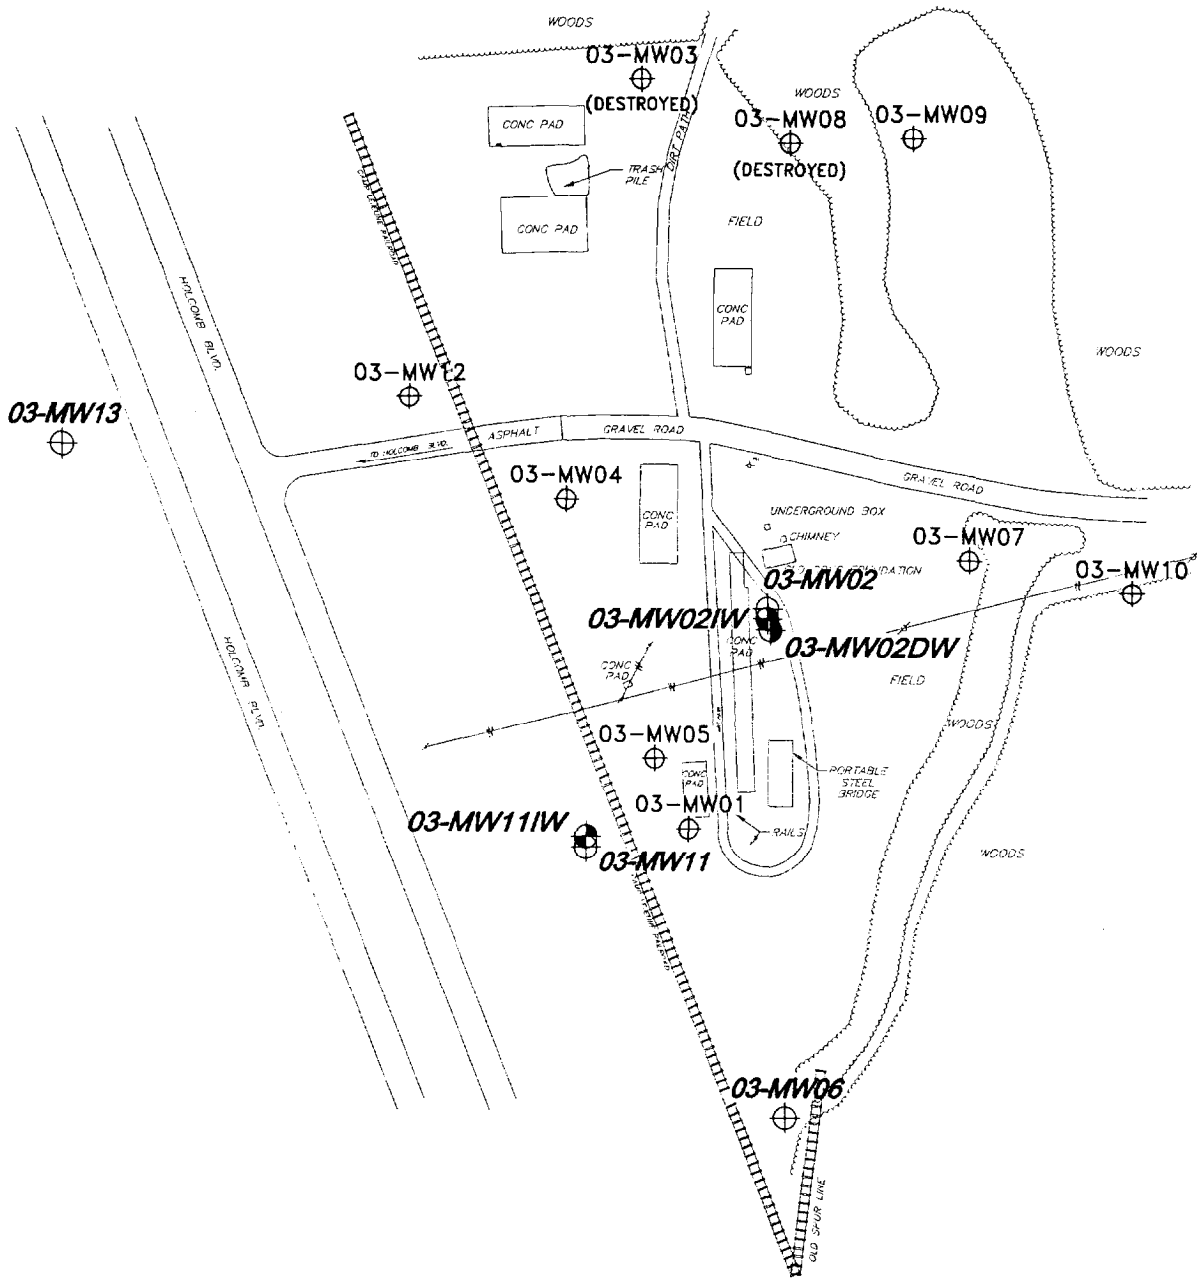 WOODS
03-MW03
(DESTROYED)
WOODS
03-MW08
(DESTROYED)
03-MW09
CONC PAD
DIRT PATH
TRASH
PILE
CONC PAD
FIELD
HOLCOMB BLVD.
CONC
PAD
WOODS
03-MW12
03-MW13
ASPHALT
GRAVEL ROAD
TO HOLCOMB BLVD.
03-MW04
GRAVEL ROAD
CONC
PAD
UNDERGROUND BOX
CHIMNEY
03-MW07
03-MW10
03-MW02
03-MW02IW
03-MW02DW
CONC
PAD
CONC
PAD
FIELD
HOLCOMB BLVD.
WOODS
03-MW05
CONC
PAD
PORTABLE
STEEL
BRIDGE
03-MW01
RAILS
03-MW11IW
03-MW11
WOODS
03-MW06
OLD SPUR LINE